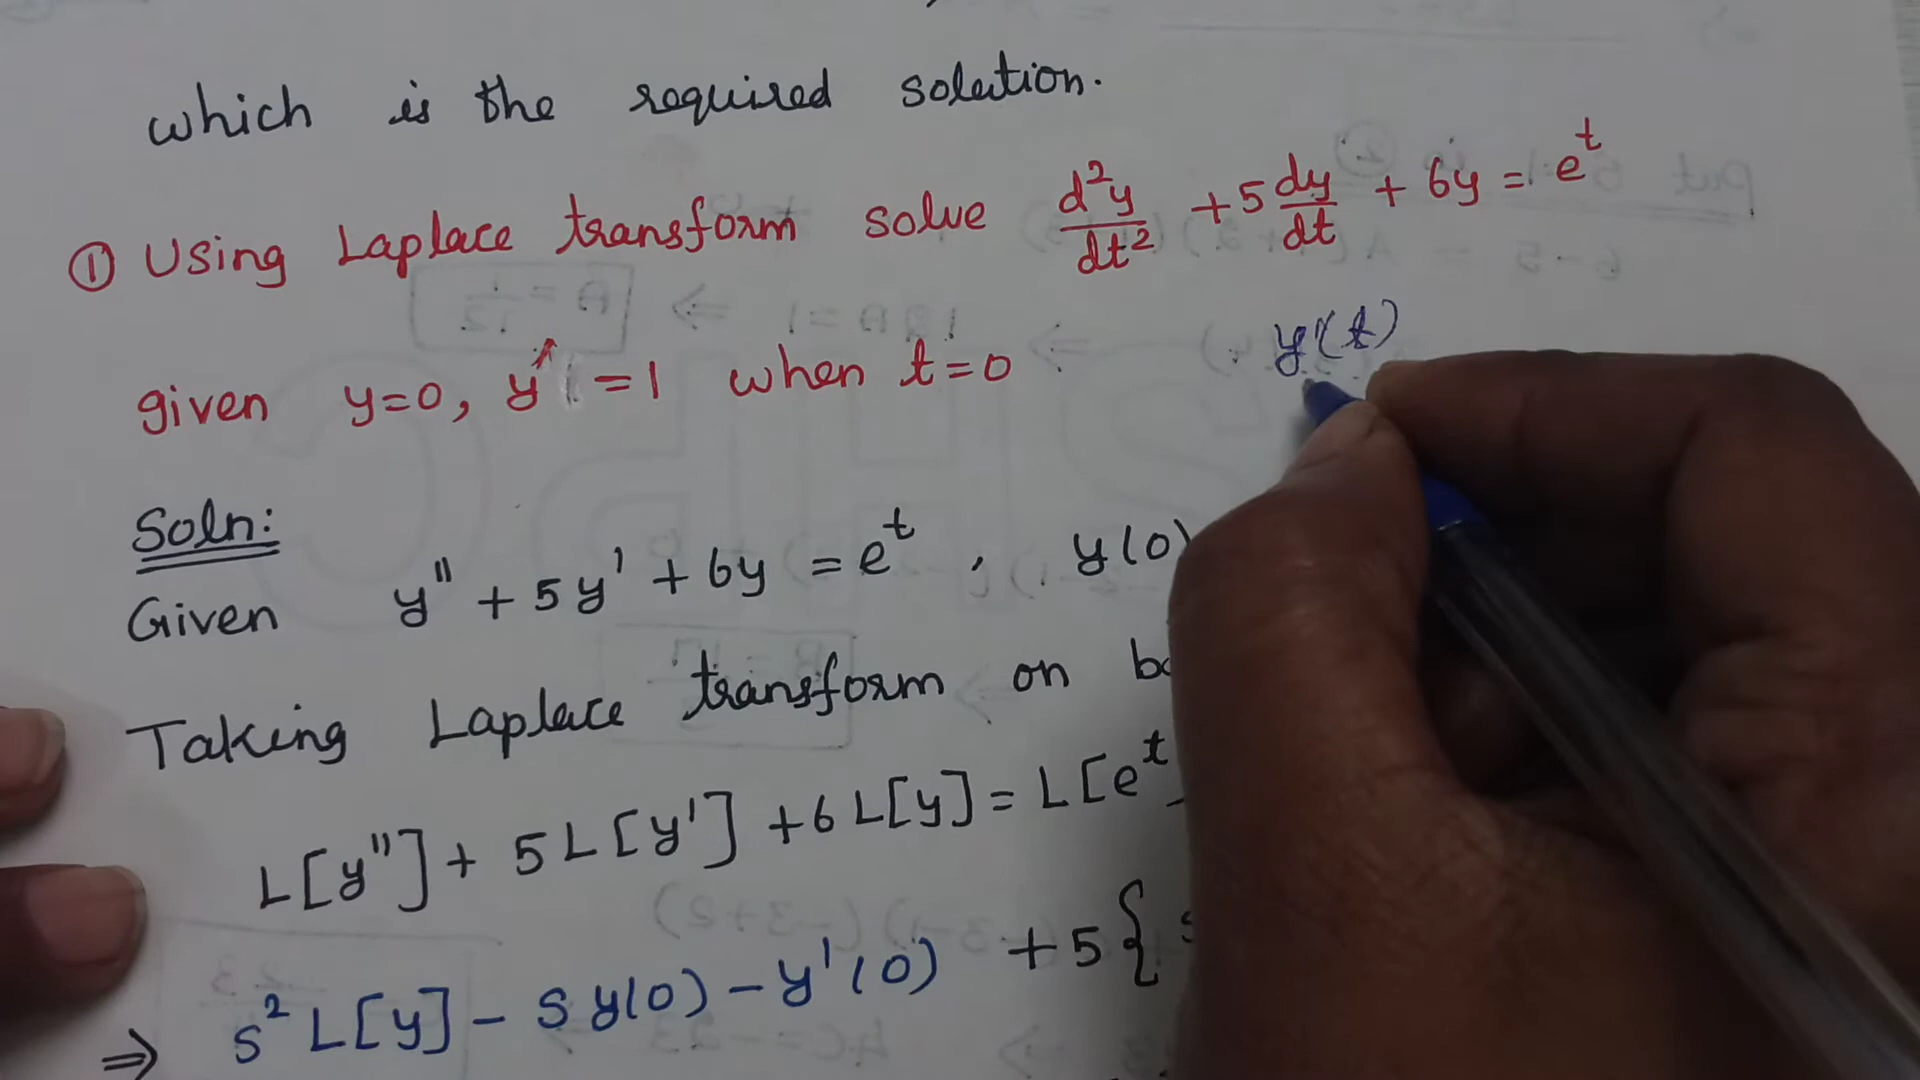 which is the required solution.
① Using Laplace transform solve d²y/dt² + 5 dy/dt + 6y = e^t
given y=0, y' = 1 when t=0
y(t)
Soln:
Given y'' + 5y' + 6y = e^t , y(0)
Taking Laplace transform on
L[y''] + 5L[y'] + 6L[y] = L[e^t]
⇒ s² L[y] - s y(0) - y'(0) + 5{ s